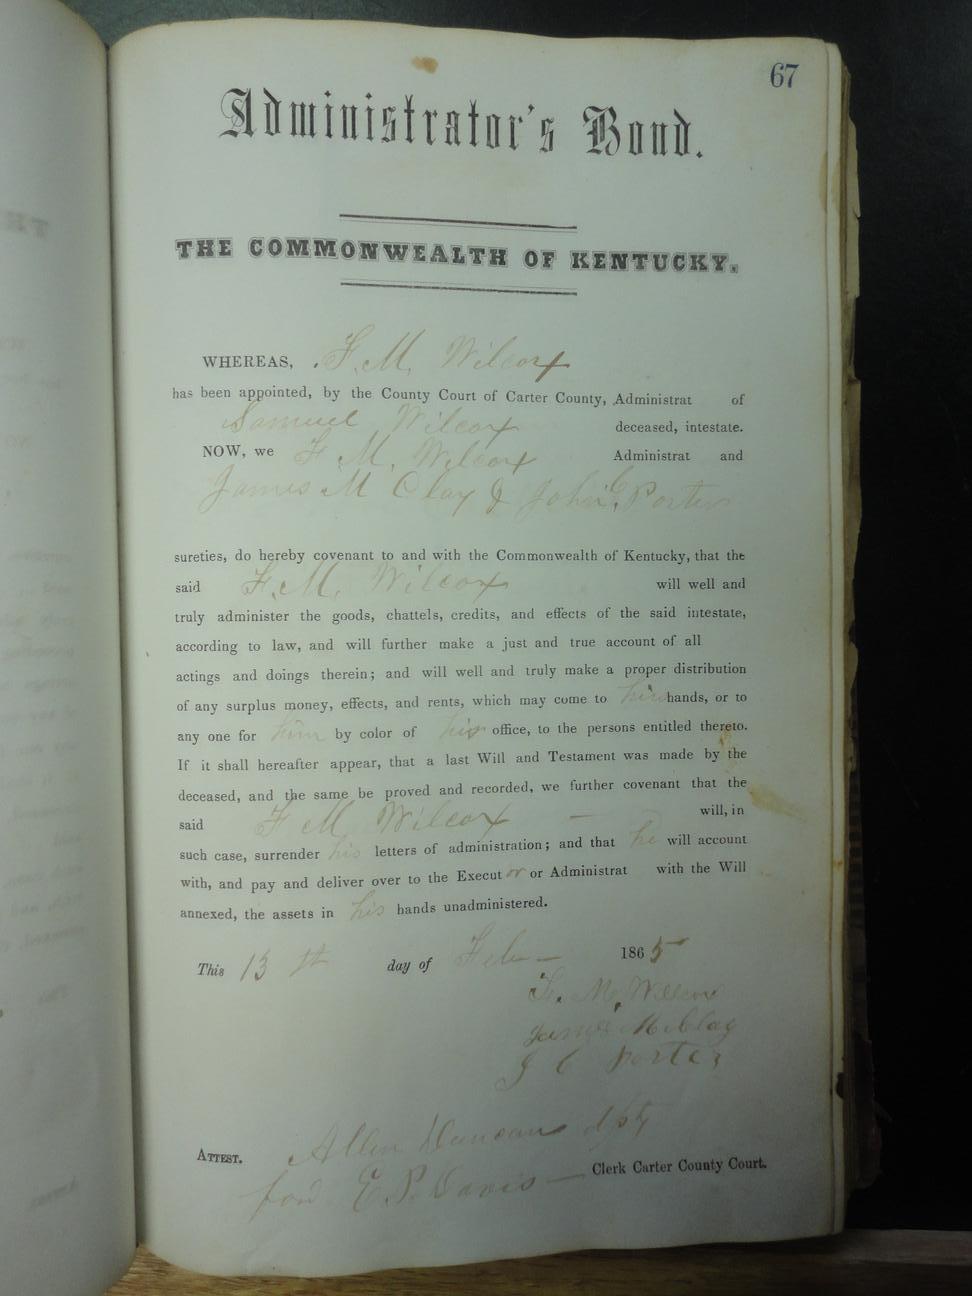 67
Administrator's Bond.
THE COMMONWEALTH OF KENTUCKY.
WHEREAS, F. M. Wilcox
has been appointed, by the County Court of Carter County, Administrat of
Samuel Wilcox deceased, intestate.
NOW, we F. M. Wilcox Administrat and
James M Clay & John C. Porter
sureties, do hereby covenant to and with the Commonwealth of Kentucky, that the
said F. M. Wilcox will well and
truly administer the goods, chattels, credits, and effects of the said intestate,
according to law, and will further make a just and true account of all
actings and doings therein; and will well and truly make a proper distribution
of any surplus money, effects, and rents, which may come to him hands, or to
any one for him by color of his office, to the persons entitled thereto.
If it shall hereafter appear, that a last Will and Testament was made by the
deceased, and the same be proved and recorded, we further covenant that the
said F M Wilcox — will, in
such case, surrender his letters of administration; and that he will account
with, and pay and deliver over to the Executor or Administrat with the Will
annexed, the assets in his hands unadministered.
This 13 th day of Feb — 1865
F. M. Wilcox
James M Clay
J C Porter
ATTEST. Allen Duncan dpty
for E. P. Davis — Clerk Carter County Court.